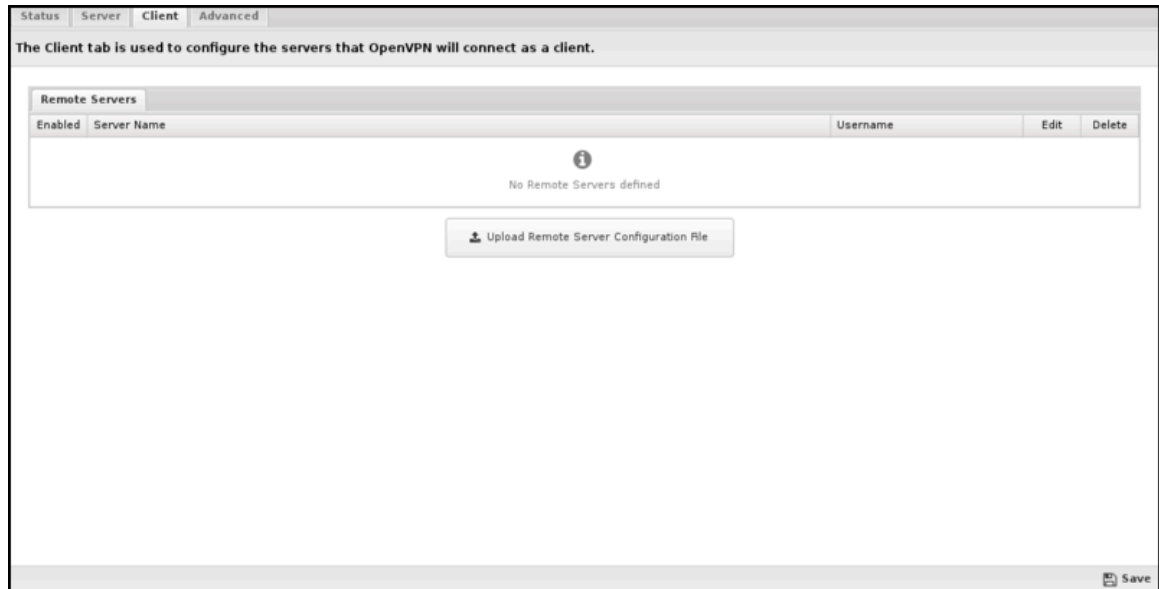 Status Server Client Advanced
The Client tab is used to configure the servers that OpenVPN will connect as a client.
Remote Servers
Enabled Server Name Username Edit Delete
No Remote Servers defined
Upload Remote Server Configuration File
Save